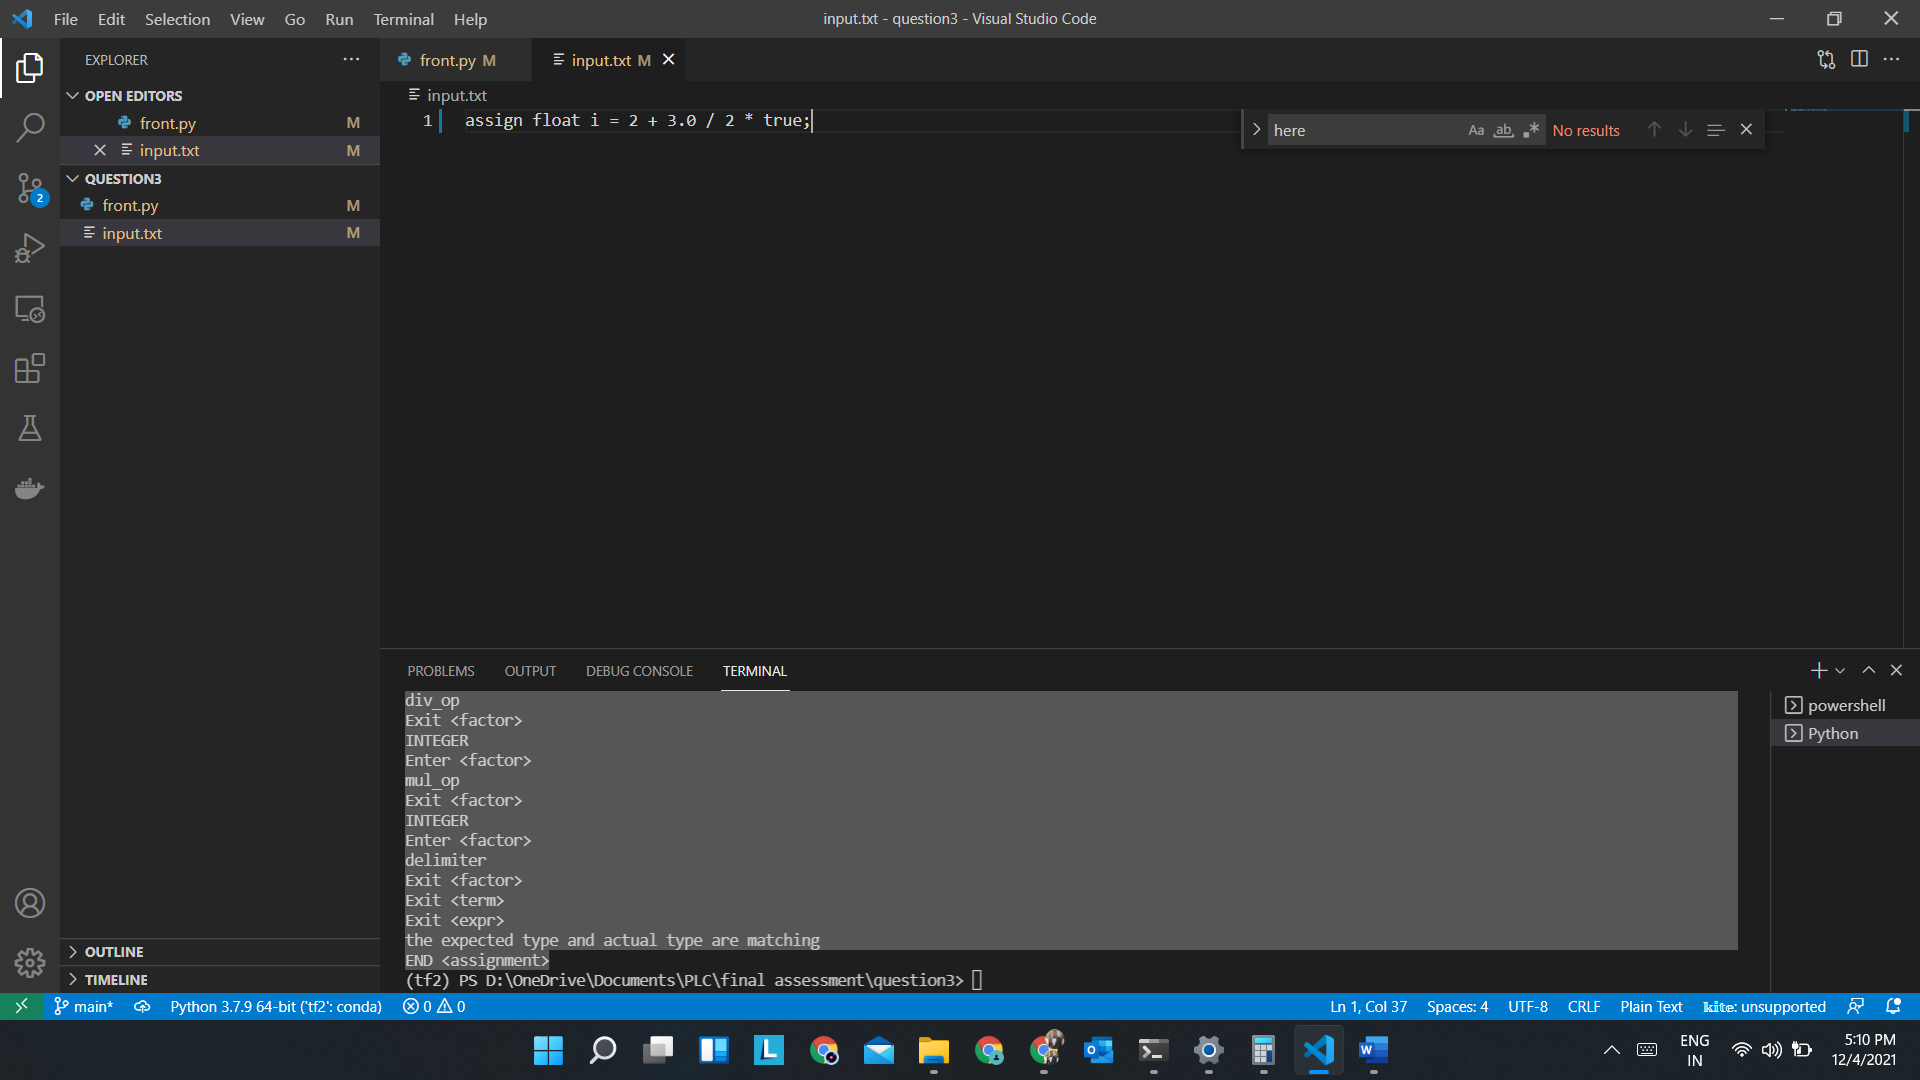 File Edit Selection View Go Run Terminal Help
input.txt - question3 - Visual Studio Code
EXPLORER
OPEN EDITORS
front.py M
input.txt M
QUESTION3
front.py M
input.txt M
2
OUTLINE
TIMELINE
front.py M
input.txt M
input.txt
1 assign float i = 2 + 3.0 / 2 * true;
here
Aa ab
No results
PROBLEMS OUTPUT DEBUG CONSOLE TERMINAL
div_op
Exit <factor>
INTEGER
Enter <factor>
mul_op
Exit <factor>
INTEGER
Enter <factor>
delimiter
Exit <factor>
Exit <term>
Exit <expr>
the expected type and actual type are matching
END <assignment>
(tf2) PS D:\OneDrive\Documents\PLC\final assessment\question3>
powershell
Python
main* Python 3.7.9 64-bit ('tf2': conda) 0 0
Ln 1, Col 37 Spaces: 4 UTF-8 CRLF Plain Text kite: unsupported
ENG
IN
5:10 PM
12/4/2021